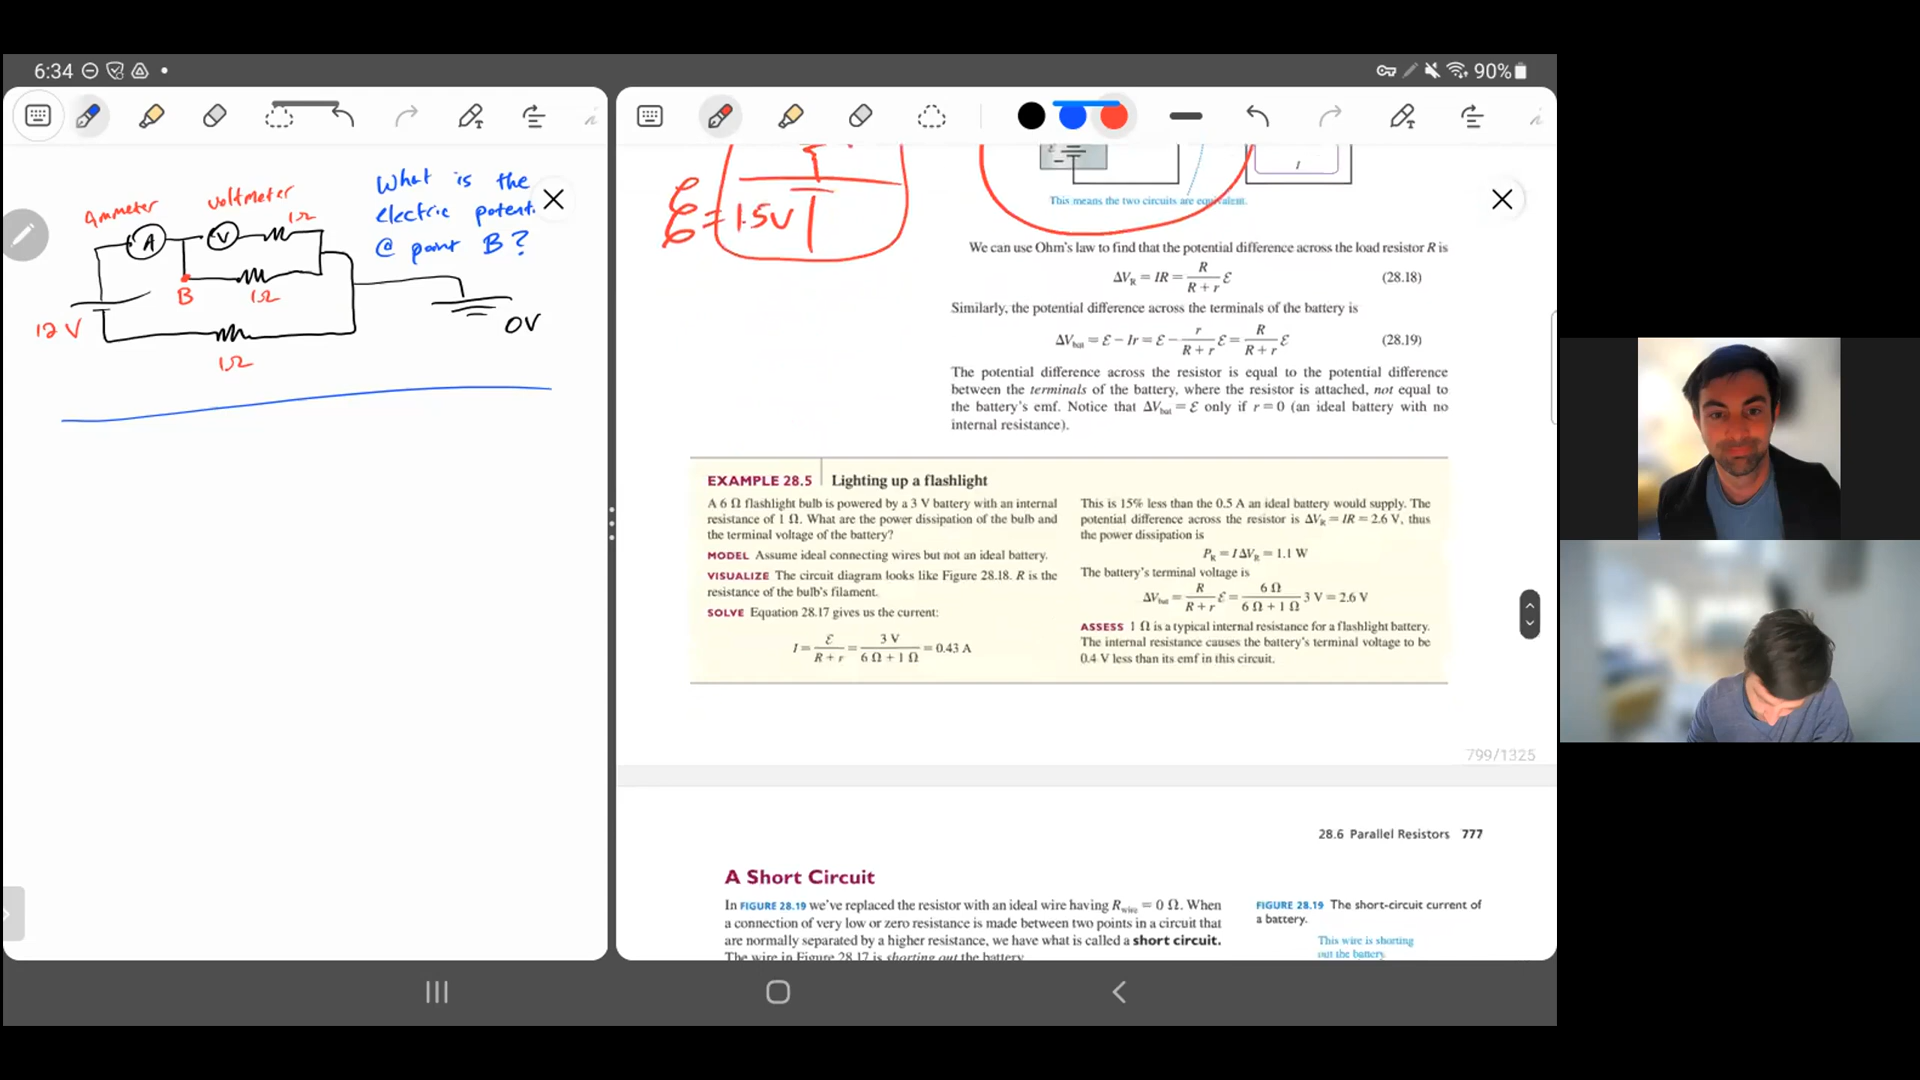 6:34
90%
What is the
electric potent.
@ point B?
Ammeter
Voltmeter
1Ω
A
V
B
1Ω
12 V
0V
1Ω
ℰ = 1.5V
I
This means the two circuits are equivalent.
We can use Ohm's law to find that the potential difference across the load resistor R is
ΔV_R = IR = R/(R + r) ℰ (28.18)
Similarly, the potential difference across the terminals of the battery is
ΔV_bat = ℰ − Ir = ℰ − r/(R + r) ℰ = R/(R + r) ℰ (28.19)
The potential difference across the resistor is equal to the potential difference
between the terminals of the battery, where the resistor is attached, not equal to
the battery's emf. Notice that ΔV_bat = ℰ only if r = 0 (an ideal battery with no
internal resistance).
EXAMPLE 28.5 Lighting up a flashlight
A 6 Ω flashlight bulb is powered by a 3 V battery with an internal
resistance of 1 Ω. What are the power dissipation of the bulb and
the terminal voltage of the battery?
MODEL Assume ideal connecting wires but not an ideal battery.
VISUALIZE The circuit diagram looks like Figure 28.18. R is the
resistance of the bulb's filament.
SOLVE Equation 28.17 gives us the current:
I = ℰ/(R + r) = 3 V/(6 Ω + 1 Ω) = 0.43 A
This is 15% less than the 0.5 A an ideal battery would supply. The
potential difference across the resistor is ΔV_R = IR = 2.6 V, thus
the power dissipation is
P_R = I ΔV_R = 1.1 W
The battery's terminal voltage is
ΔV_bat = R/(R + r) ℰ = 6 Ω/(6 Ω + 1 Ω) 3 V = 2.6 V
ASSESS 1 Ω is a typical internal resistance for a flashlight battery.
The internal resistance causes the battery's terminal voltage to be
0.4 V less than its emf in this circuit.
799/1325
28.6 Parallel Resistors 777
A Short Circuit
In FIGURE 28.19 we've replaced the resistor with an ideal wire having R_wire = 0 Ω. When
a connection of very low or zero resistance is made between two points in a circuit that
are normally separated by a higher resistance, we have what is called a short circuit.
The wire in Figure 28.17 is shorting out the battery
FIGURE 28.19 The short-circuit current of
a battery.
This wire is shorting
out the battery